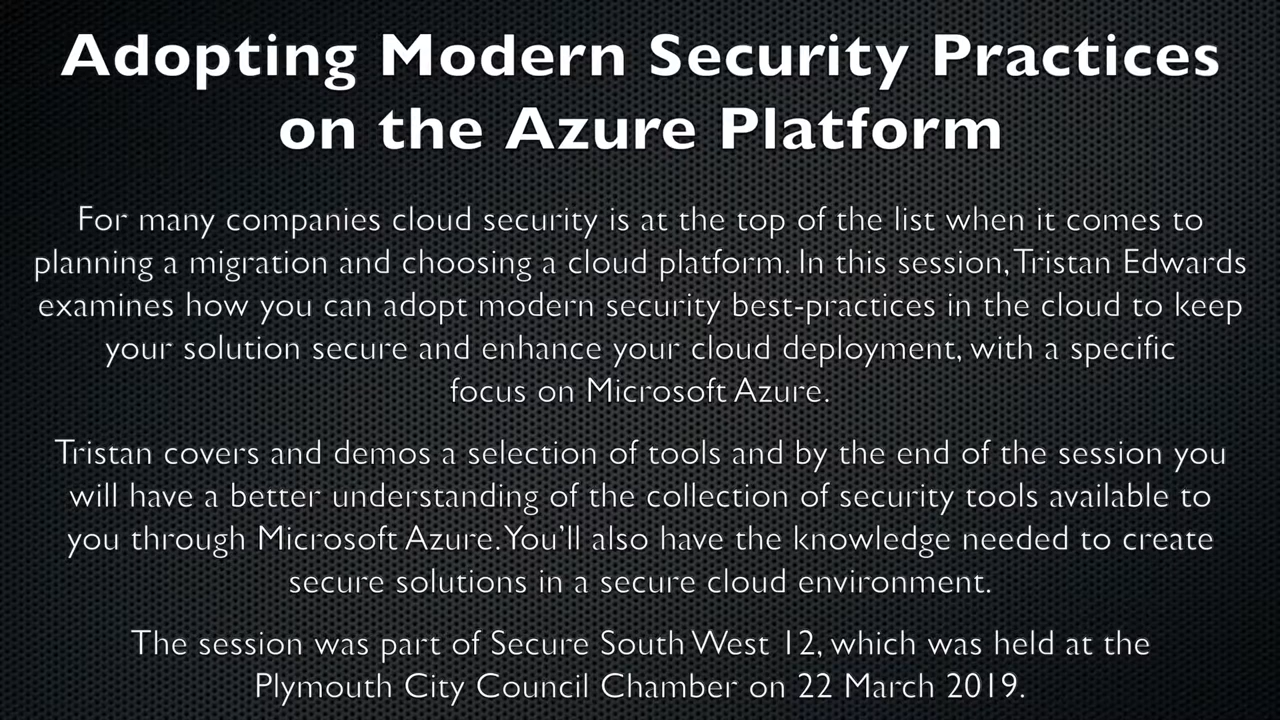 Adopting Modern Security Practices
on the Azure Platform
For many companies cloud security is at the top of the list when it comes to
planning a migration and choosing a cloud platform. In this session, Tristan Edwards
examines how you can adopt modern security best-practices in the cloud to keep
your solution secure and enhance your cloud deployment, with a specific
focus on Microsoft Azure.
Tristan covers and demos a selection of tools and by the end of the session you
will have a better understanding of the collection of security tools available to
you through Microsoft Azure. You’ll also have the knowledge needed to create
secure solutions in a secure cloud environment.
The session was part of Secure South West 12, which was held at the
Plymouth City Council Chamber on 22 March 2019.